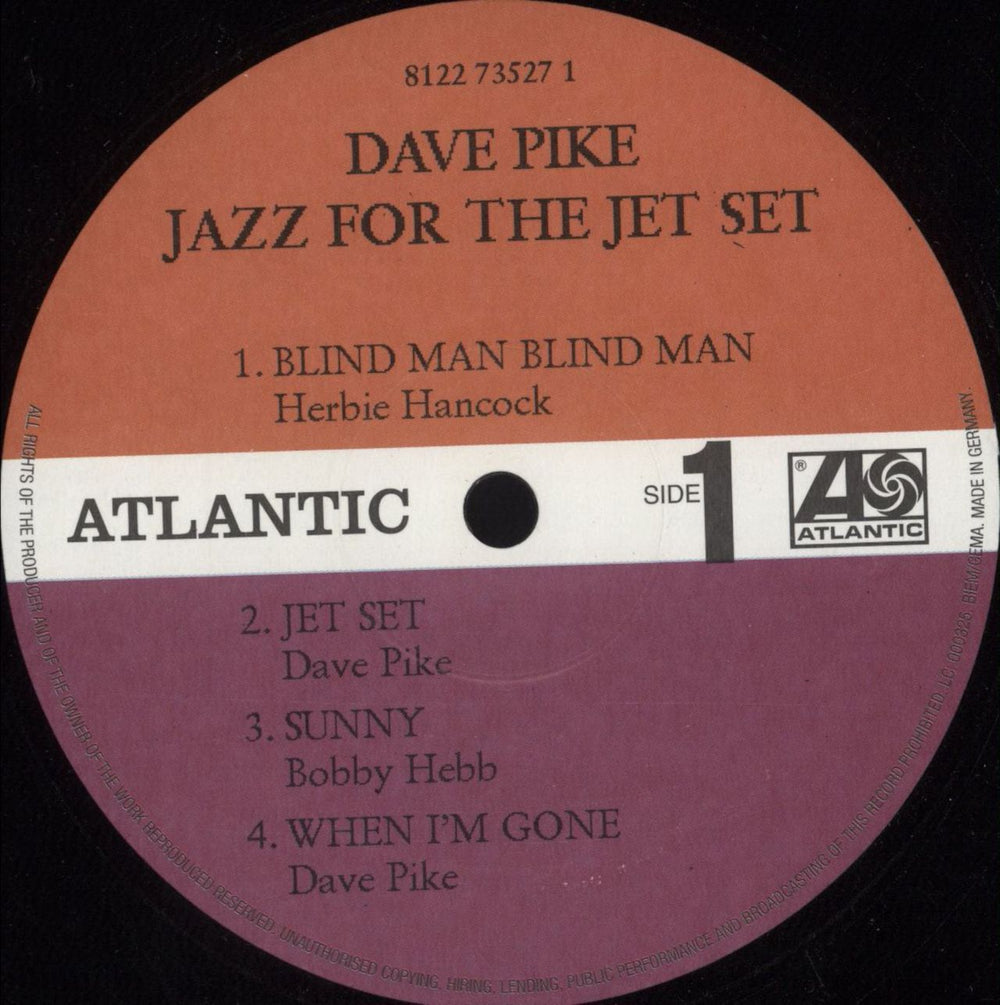 8122 73527 1
DAVE PIKE
JAZZ FOR THE JET SET
1. BLIND MAN BLIND MAN
Herbie Hancock
ATLANTIC
SIDE 1
®
ATLANTIC
2. JET SET
Dave Pike
3. SUNNY
Bobby Hebb
4. WHEN I'M GONE
Dave Pike
ALL RIGHTS OF THE PRODUCER AND OF THE OWNER OF THE WORK REPRODUCED RESERVED. UNAUTHORISED COPYING, HIRING, LENDING, PUBLIC PERFORMANCE AND BROADCASTING OF THIS RECORD PROHIBITED. LC 000325. BIEM/GEMA. MADE IN GERMANY.